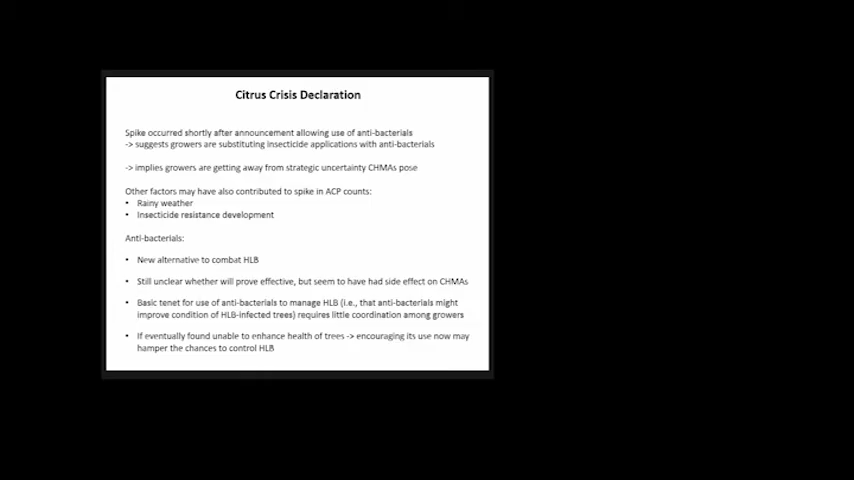 Citrus Crisis Declaration
Spike occurred shortly after announcement allowing use of anti-bacterials
-> suggests growers are substituting insecticide applications with anti-bacterials
-> implies growers are getting away from strategic uncertainty CHMAs pose
Other factors may have also contributed to spike in ACP counts:
• Rainy weather
• Insecticide resistance development
Anti-bacterials:
• New alternative to combat HLB
• Still unclear whether will prove effective, but seem to have had side effect on CHMAs
• Basic tenet for use of anti-bacterials to manage HLB (i.e., that anti-bacterials might
improve condition of HLB-infected trees) requires little coordination among growers
• If eventually found unable to enhance health of trees -> encouraging its use now may
hamper the chances to control HLB